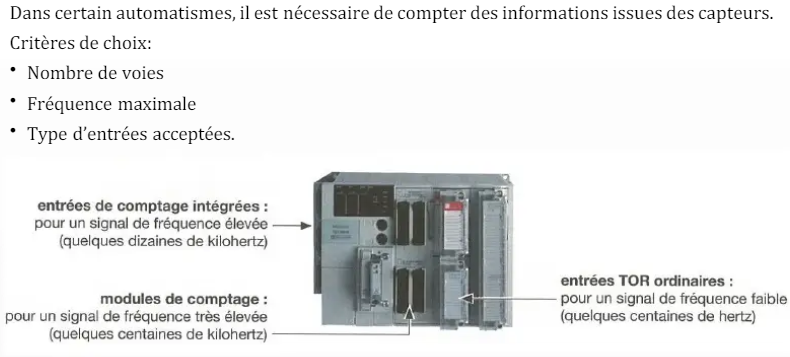 Dans certain automatismes, il est nécessaire de compter des informations issues des capteurs.
Critères de choix:
• Nombre de voies
• Fréquence maximale
• Type d'entrées acceptées.
entrées de comptage intégrées :
pour un signal de fréquence élevée
(quelques dizaines de kilohertz)
modules de comptage :
pour un signal de fréquence très élevée
(quelques centaines de kilohertz)
entrées TOR ordinaires :
pour un signal de fréquence faible
(quelques centaines de hertz)